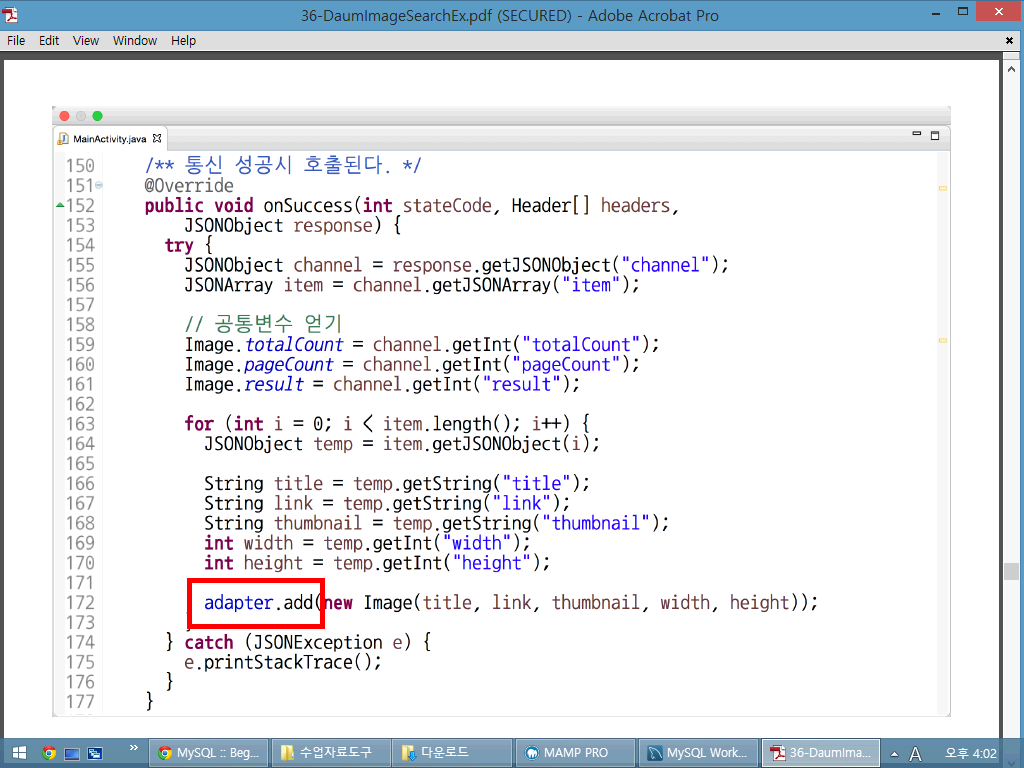 36-DaumImageSearchEx.pdf (SECURED) - Adobe Acrobat Pro
File Edit View Window Help
MainActivity.java
150 /** 통신 성공시 호출된다. */
151 @Override
152 public void onSuccess(int stateCode, Header[] headers,
153 JSONObject response) {
154 try {
155 JSONObject channel = response.getJSONObject("channel");
156 JSONArray item = channel.getJSONArray("item");
157
158 // 공통변수 얻기
159 Image.totalCount = channel.getInt("totalCount");
160 Image.pageCount = channel.getInt("pageCount");
161 Image.result = channel.getInt("result");
162
163 for (int i = 0; i < item.length(); i++) {
164 JSONObject temp = item.getJSONObject(i);
165
166 String title = temp.getString("title");
167 String link = temp.getString("link");
168 String thumbnail = temp.getString("thumbnail");
169 int width = temp.getInt("width");
170 int height = temp.getInt("height");
171
172 adapter.add(new Image(title, link, thumbnail, width, height));
173
174 } catch (JSONException e) {
175 e.printStackTrace();
176 }
177 }
MySQL :: Beg... 수업자료도구 다운로드 MAMP PRO MySQL Work... 36-DaumIma... A 오후 4:02